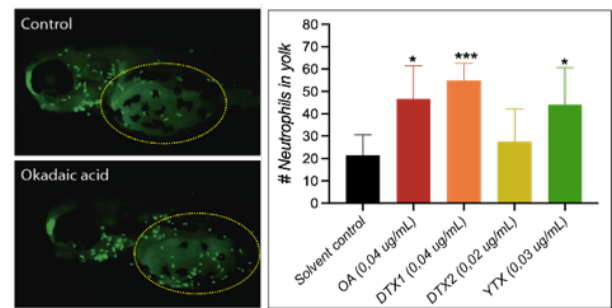 Control
Okadaic acid
# Neutrophils in yolk
80
70
60
50
40
30
20
10
0
*
***
*
Solvent control
OA (0,04 ug/mL)
DTX1 (0,04 ug/mL)
DTX2 (0,02 ug/mL)
YTX (0,03 ug/mL)